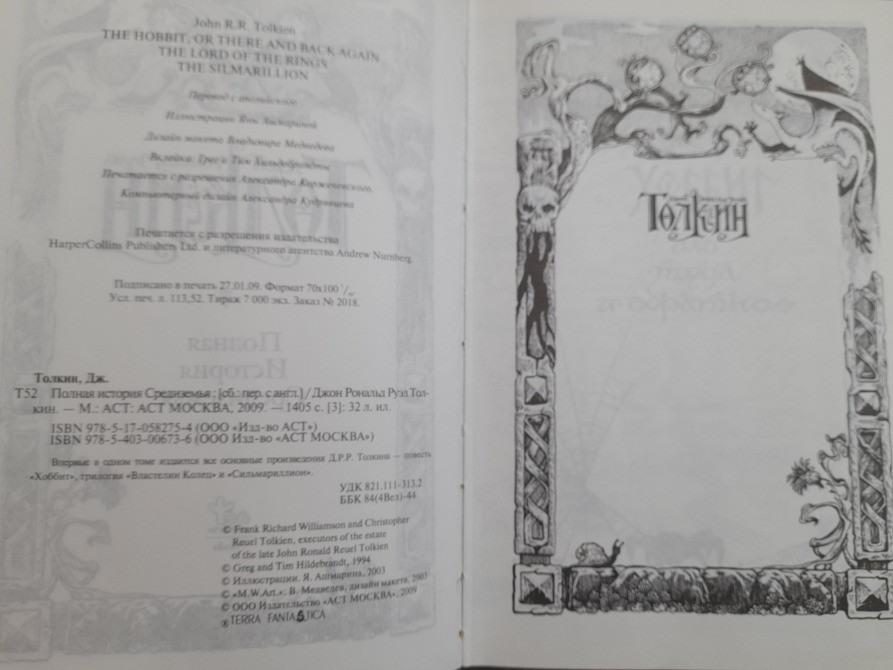 John R.R. Tolkien
THE HOBBIT, OR THERE AND BACK AGAIN
THE LORD OF THE RINGS
THE SILMARILLION
Перевод с английского
Иллюстрации Яны Ашмариной
Дизайн макета Владимира Медведева
Вклейка: Грег и Тим Хильдебрандты
Печатается с разрешения Александра Корженевского.
Компьютерный дизайн Александра Кудрявцева
Печатается с разрешения издательства
HarperCollins Publishers Ltd. и литературного агентства Andrew Nurnberg.
Подписано в печать 27.01.09. Формат 70x100 1/16
Усл. печ. л. 113,52. Тираж 7 000 экз. Заказ № 2018.
Толкин, Дж.
Т52 Полная история Средиземья : [сб.: пер. с англ.] / Джон Рональд Руэл Тол-
кин. — М.: АСТ: АСТ МОСКВА, 2009. — 1405 с. [3]: 32 л. ил.
ISBN 978-5-17-058275-4 (ООО «Изд-во АСТ»)
ISBN 978-5-403-00673-6 (ООО Изд-во «АСТ МОСКВА»)
Впервые в одном томе издаются все основные произведения Д.Р.Р. Толкина — повесть
«Хоббит», трилогия «Властелин Колец» и «Сильмариллион».
УДК 821.111-313.2
ББК 84(4Вел)-44
© Frank Richard Williamson and Christopher
Reuel Tolkien, executors of the estate
of the late John Ronald Reuel Tolkien
© Greg and Tim Hildebrandt, 1994
© Иллюстрации. Я. Ашмарина, 2003
© «M.W.Art.»: В. Медведев, дизайн макета, 2003
© ООО Издательство «АСТ МОСКВА», 2009
® TERRA FANTASTICA
ТОЛКИН